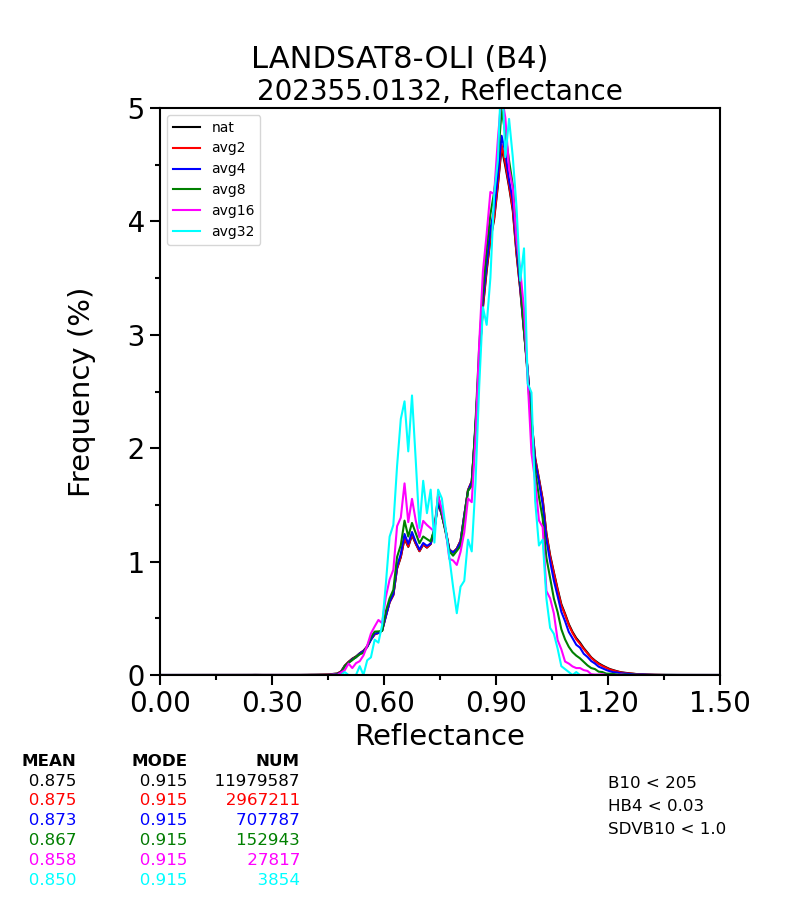 LANDSAT8-OLI (B4)
202355.0132, Reflectance
5
4
3
2
1
0
Frequency (%)
nat
avg2
avg4
avg8
avg16
avg32
0.00 0.30 0.60 0.90 1.20 1.50
Reflectance
MEAN MODE NUM
0.875 0.915 11979587
0.875 0.915 2967211
0.873 0.915 707787
0.867 0.915 152943
0.858 0.915 27817
0.850 0.915 3854
B10 < 205
HB4 < 0.03
SDVB10 < 1.0